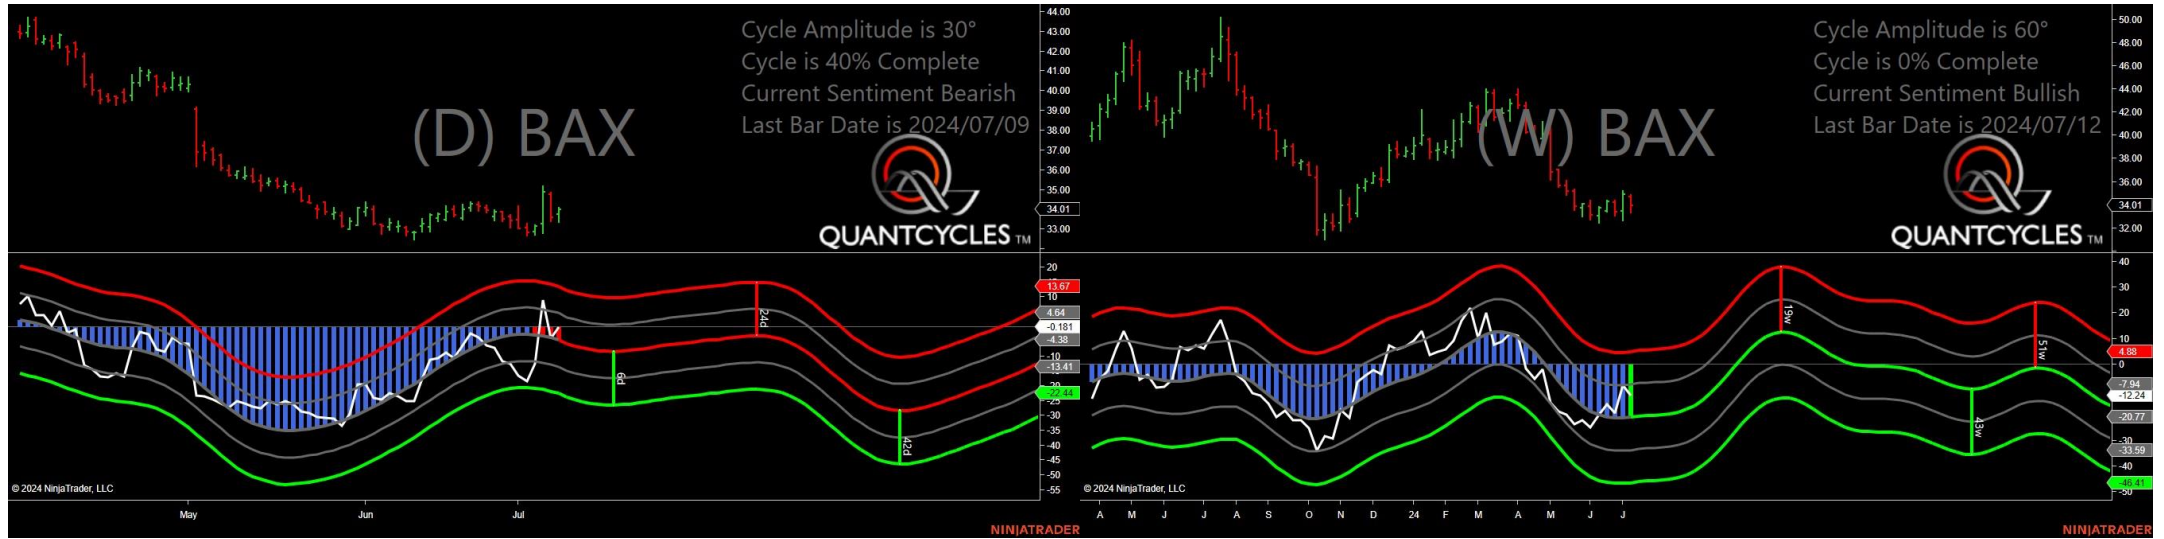 Cycle Amplitude is 30°
Cycle is 40% Complete
Current Sentiment Bearish
Last Bar Date is 2024/07/09
(D) BAX
QUANTCYCLES TM
44.00
43.00
42.00
41.00
40.00
39.00
38.00
37.00
36.00
35.00
34.01
33.00
20
13.67
10
4.64
-0.181
-4.38
-10
-13.41
-22.44
-25
-30
-35
-40
-45
-50
-55
24d
6d
42d
© 2024 NinjaTrader, LLC
May
Jun
Jul
NINJATRADER
Cycle Amplitude is 60°
Cycle is 0% Complete
Current Sentiment Bullish
Last Bar Date is 2024/07/12
(W) BAX
QUANTCYCLES TM
50.00
48.00
46.00
44.00
42.00
40.00
38.00
36.00
34.01
32.00
40
30
20
10
4.88
0
-7.94
-12.24
-20.77
-30
-33.59
-40
-46.41
-50
19w
51w
43w
© 2024 NinjaTrader, LLC
A M J J A S O N D 24 F M A M J J
NINJATRADER